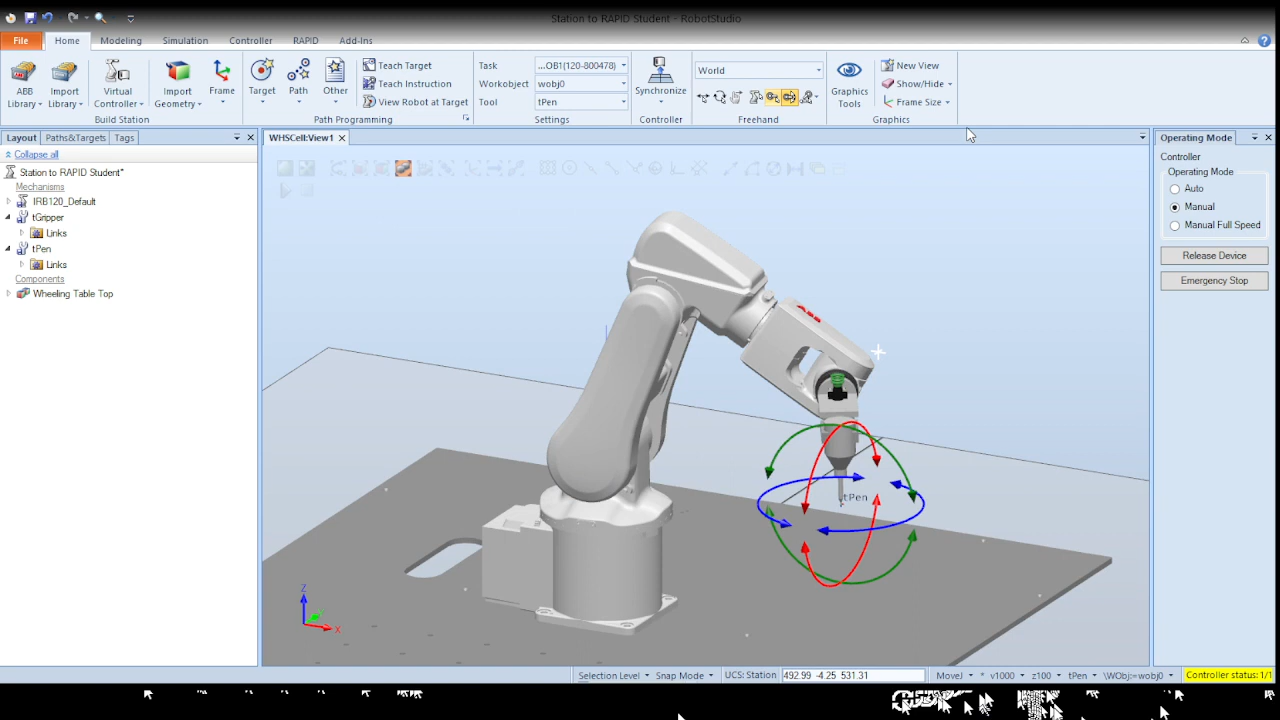 Station to RAPID Student - RobotStudio
File Home Modeling Simulation Controller RAPID Add-Ins
ABB Library
Import Library
Virtual Controller
Import Geometry
Frame
Build Station
Target
Path
Other
Teach Target
Teach Instruction
View Robot at Target
Path Programming
Task ...OB1(120-800478)
Workobject wobj0
Tool tPen
Settings
Synchronize
Controller
World
Freehand
Graphics Tools
New View
Show/Hide
Frame Size
Graphics
Layout Paths&Targets Tags
Collapse all
Station to RAPID Student*
Mechanisms
IRB120_Default
tGripper
Links
tPen
Links
Components
Wheeling Table Top
WHSCell:View1
ABB
tPen
Z
X
Operating Mode
Controller
Operating Mode
Auto
Manual
Manual Full Speed
Release Device
Emergency Stop
Selection Level Snap Mode UCS: Station 492.99 -4.25 531.31 MoveJ * v1000 z100 tPen \WObj:=wobj0 Controller status: 1/1